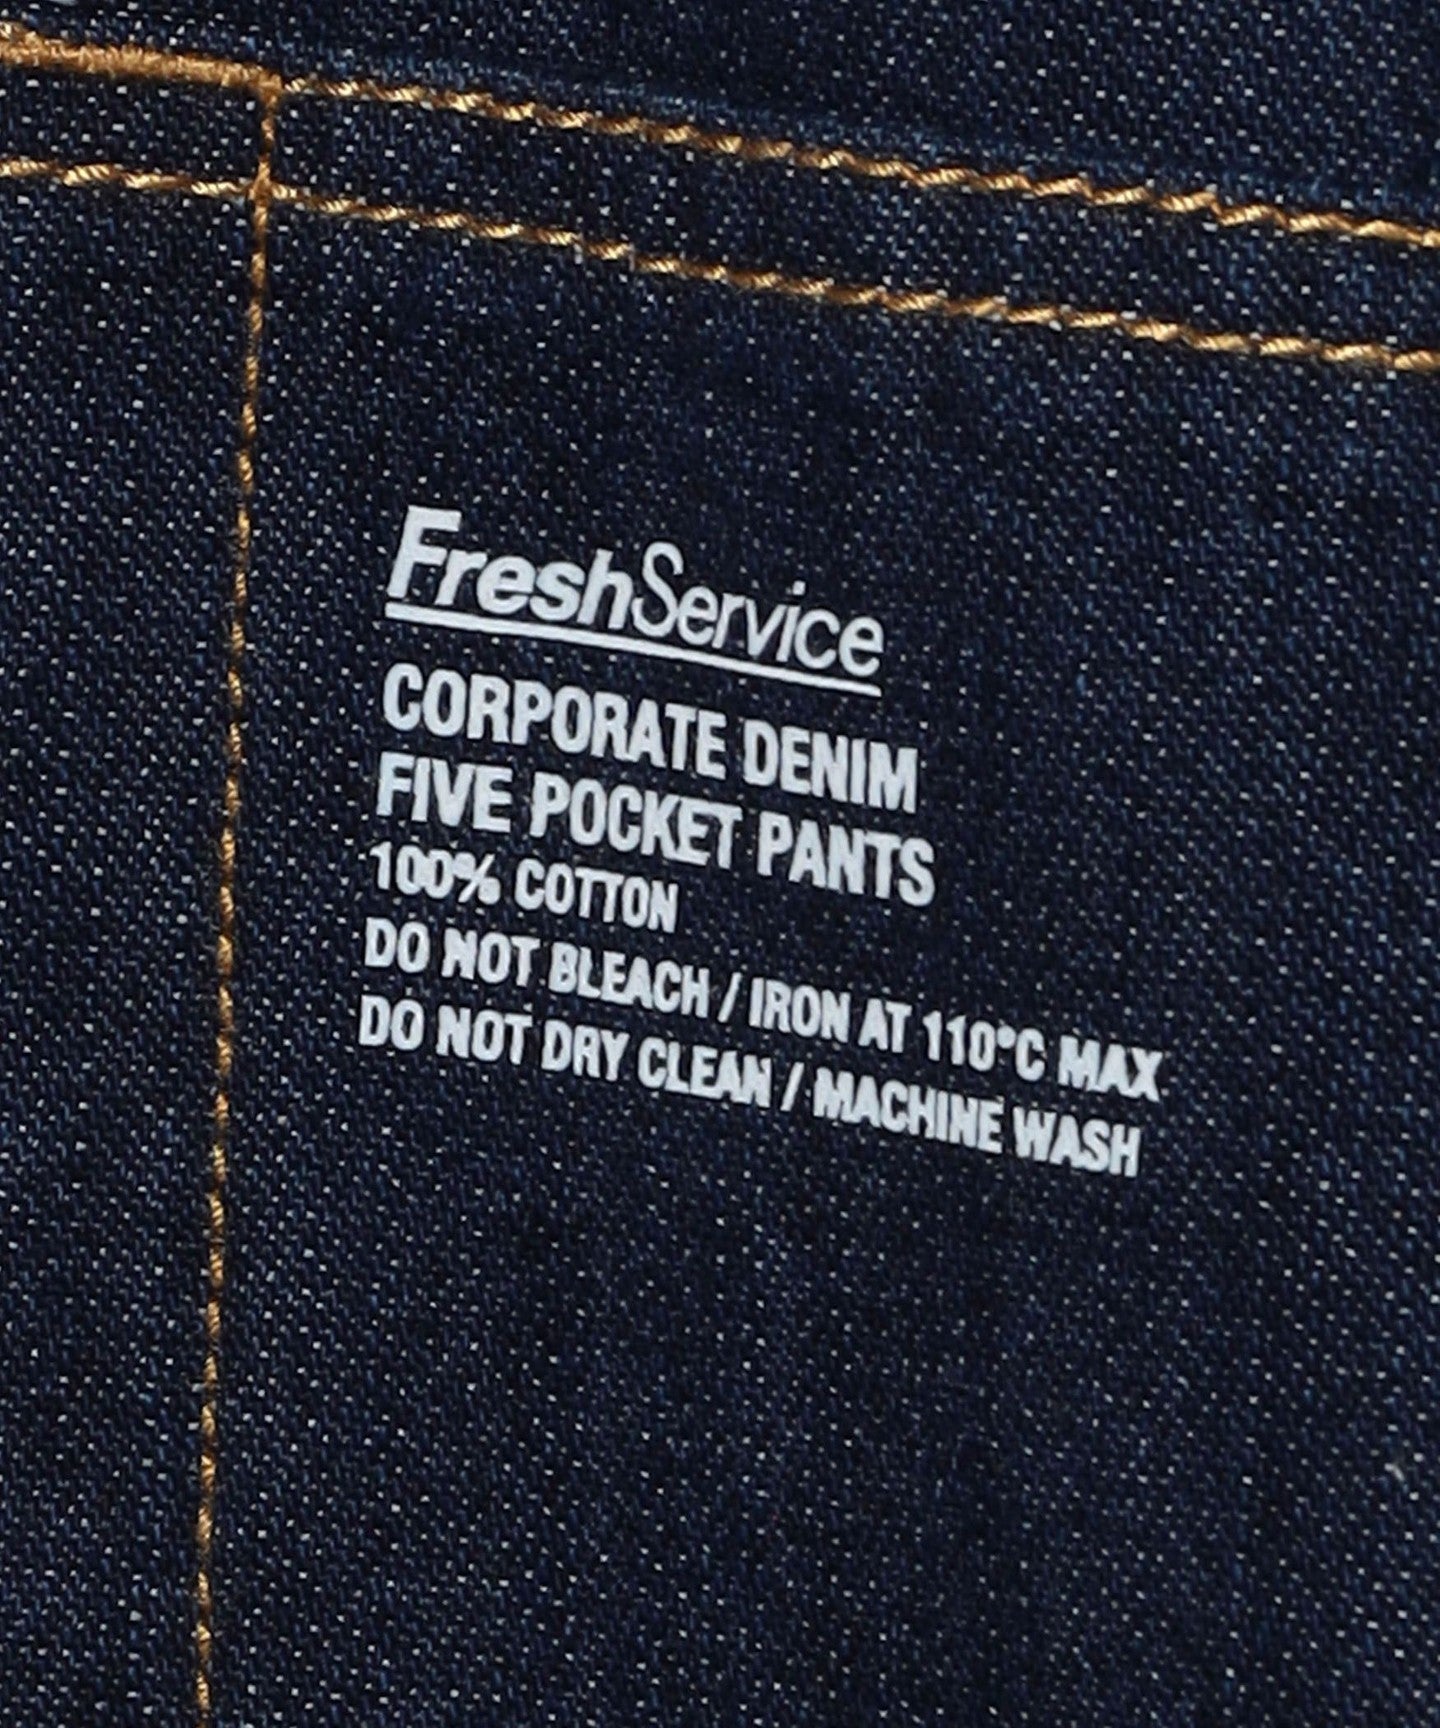 FreshService
CORPORATE DENIM
FIVE POCKET PANTS
100% COTTON
DO NOT BLEACH / IRON AT 110°C MAX
DO NOT DRY CLEAN / MACHINE WASH